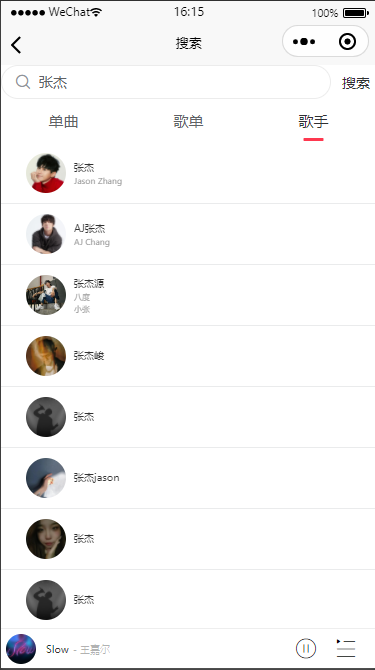 WeChat 16:15 100%
搜索
张杰 搜索
单曲 歌单 歌手
张杰
Jason Zhang
AJ张杰
AJ Chang
张杰源
八度
小张
张杰峻
张杰
张杰jason
张杰
张杰
Slow - 王嘉尔